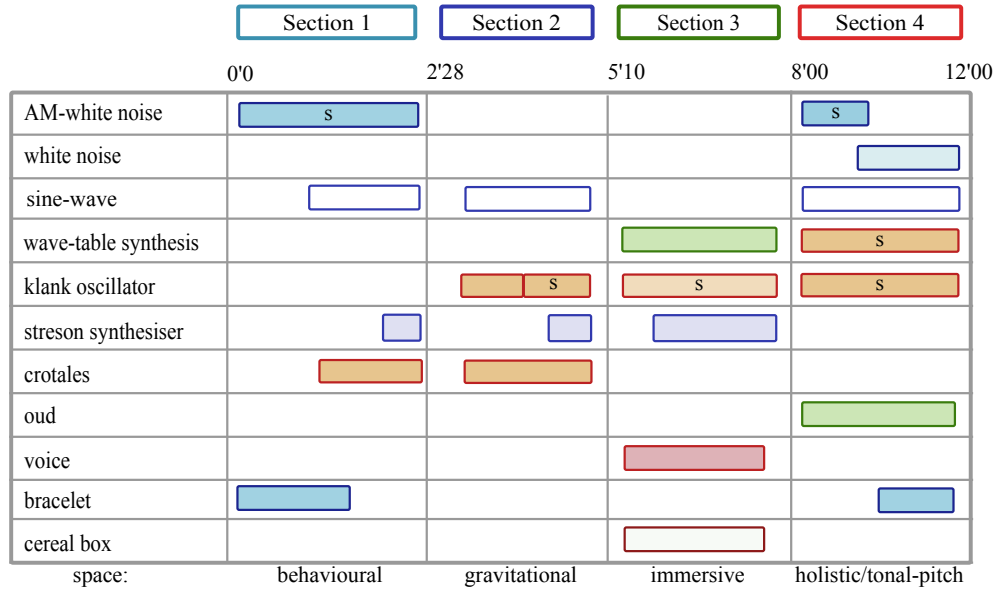 Section 1 Section 2 Section 3 Section 4
0'0 2'28 5'10 8'00 12'00
AM-white noise s s
white noise
sine-wave
wave-table synthesis s
klank oscillator s s s
streson synthesiser
crotales
oud
voice
bracelet
cereal box
space: behavioural gravitational immersive holistic/tonal-pitch